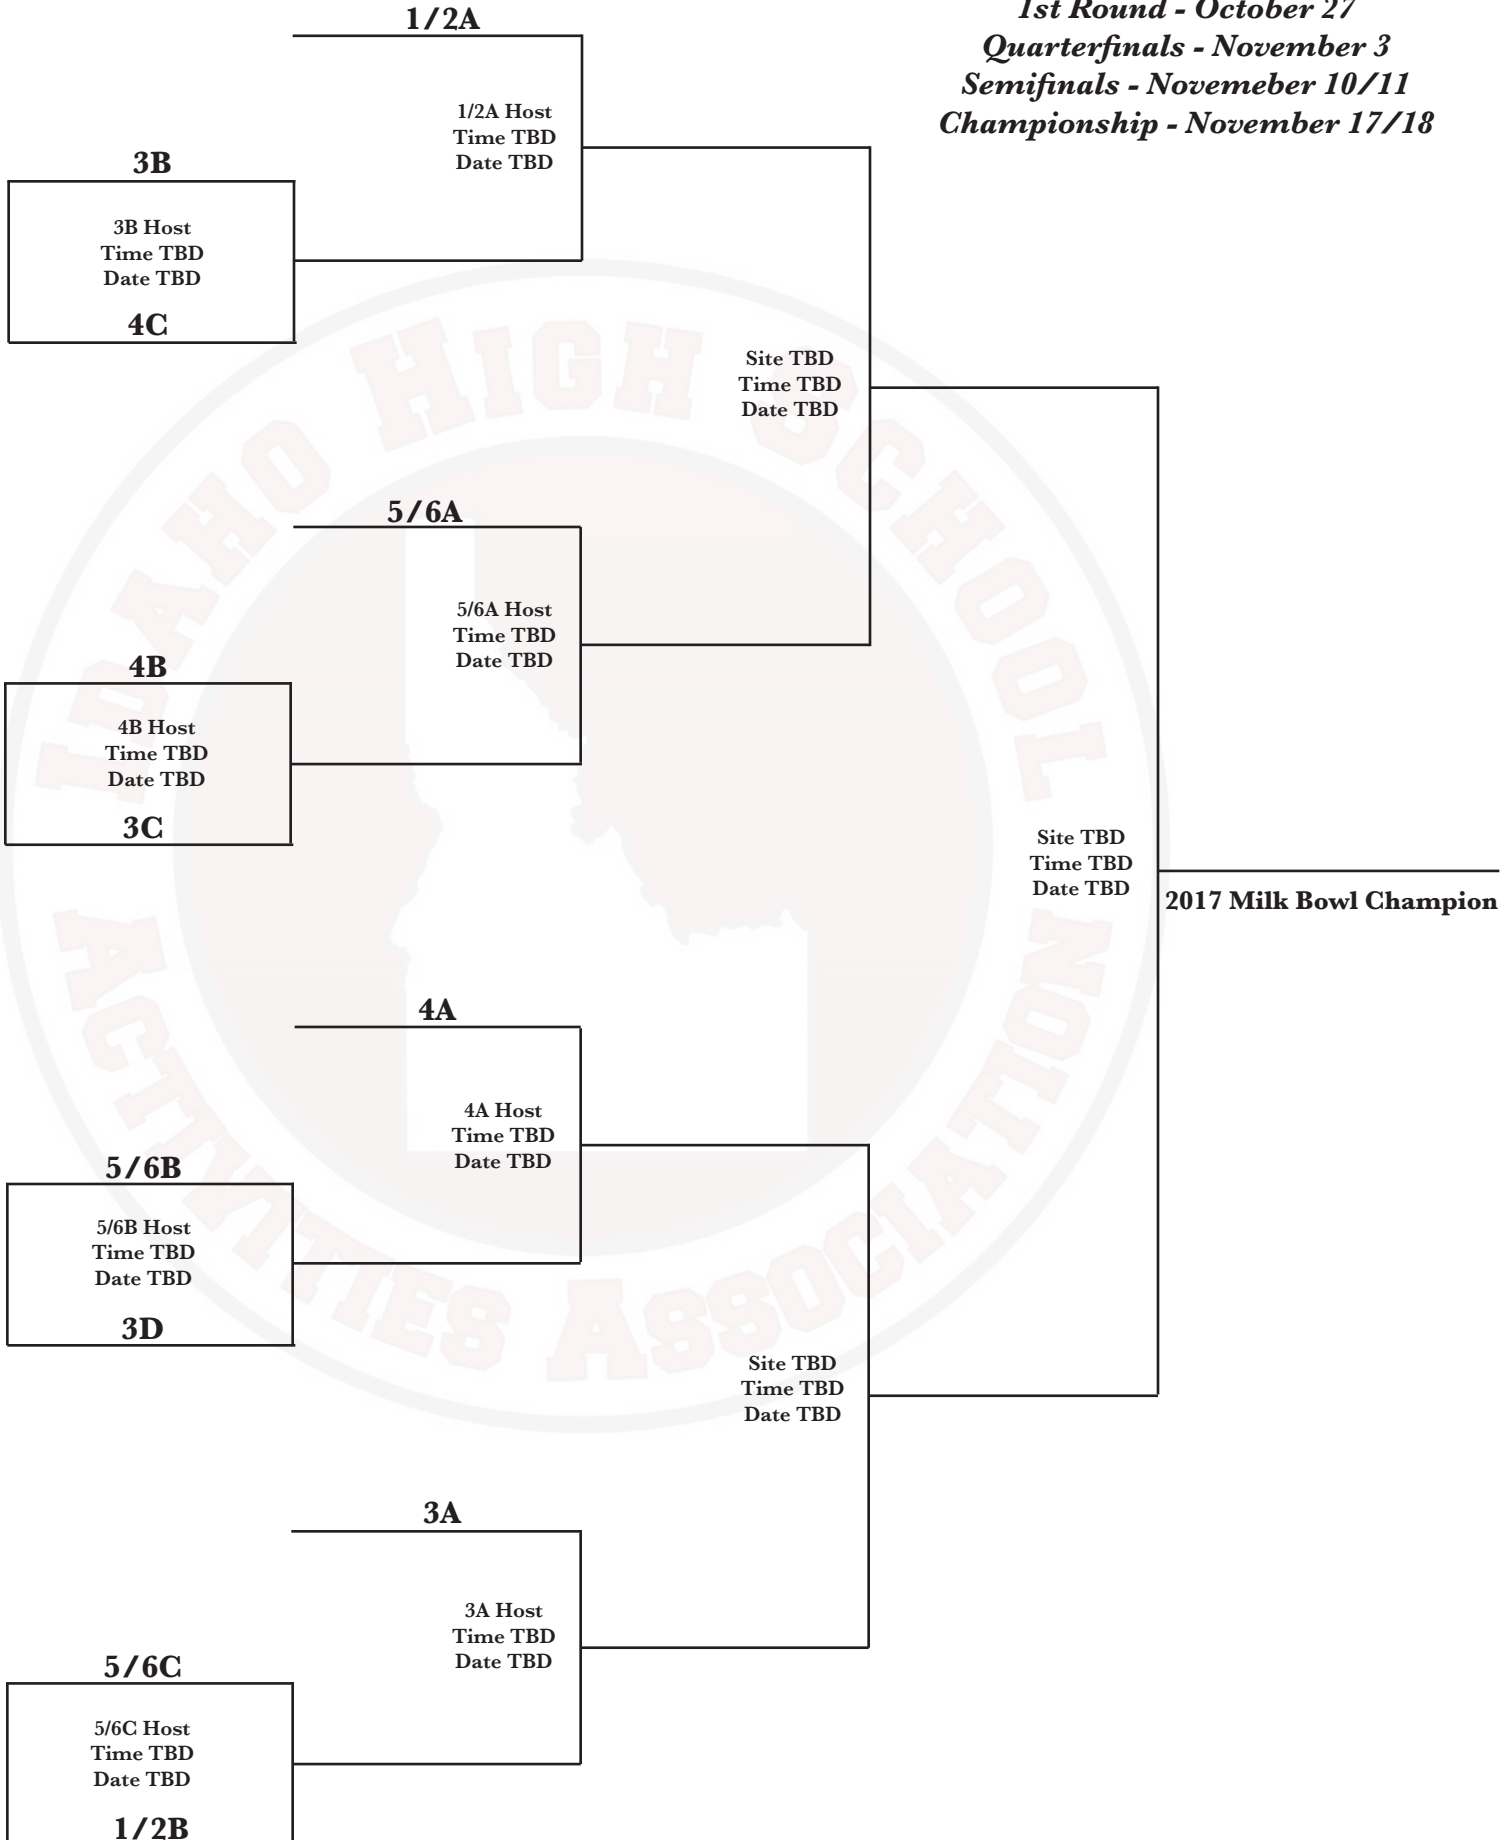 1/2A
1st Round - October 27
Quarterfinals - November 3
Semifinals - Novemeber 10/11
Championship - November 17/18
1/2A Host
Time TBD
Date TBD
3B
3B Host
Time TBD
Date TBD
4C
Site TBD
Time TBD
Date TBD
5/6A
5/6A Host
Time TBD
Date TBD
4B
4B Host
Time TBD
Date TBD
3C
Site TBD
Time TBD
Date TBD
2017 Milk Bowl Champion
4A
4A Host
Time TBD
Date TBD
5/6B
5/6B Host
Time TBD
Date TBD
3D
Site TBD
Time TBD
Date TBD
3A
3A Host
Time TBD
Date TBD
5/6C
5/6C Host
Time TBD
Date TBD
1/2B
IDAHO HIGH SCHOOL
ACTIVITIES ASSOCIATION